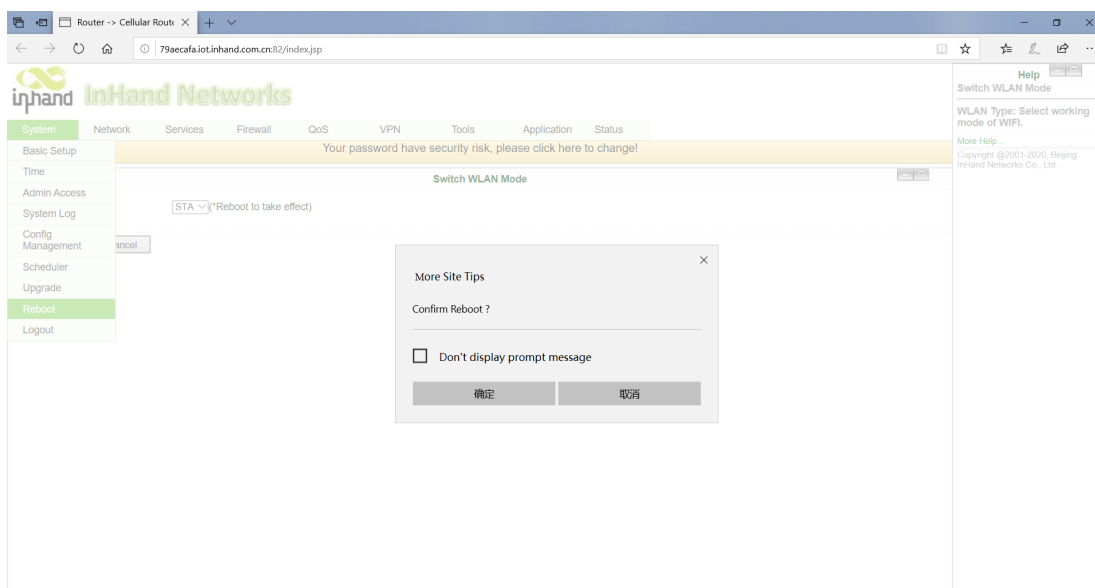 Router -> Cellular Route
79aecafa.iot.inhand.com.cn:82/index.jsp
inhand InHand Networks
Help
Switch WLAN Mode
WLAN Type: Select working
mode of WIFI.
More Help...
Copyright @2001-2020, Beijing
InHand Networks Co., Ltd.
System Network Services Firewall QoS VPN Tools Application Status
Your password have security risk, please click here to change!
Basic Setup
Time
Admin Access
System Log
Config
Management
Scheduler
Upgrade
Reboot
Logout
Switch WLAN Mode
STA (*Reboot to take effect)
ancel
More Site Tips
Confirm Reboot ?
Don't display prompt message
确定 取消